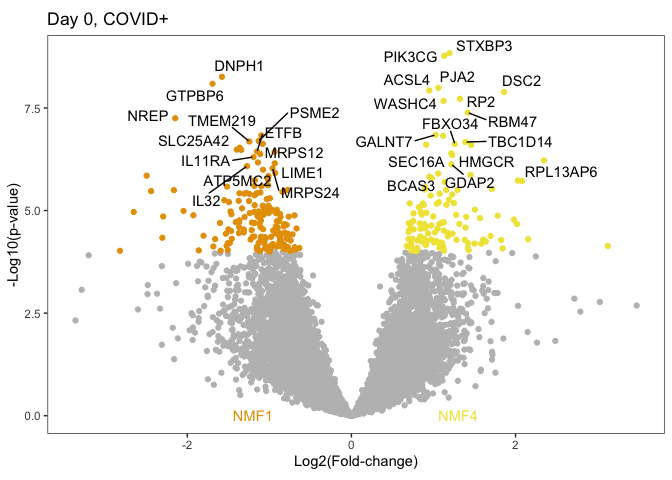 Day 0, COVID+
STXBP3
PIK3CG
DNPH1
ACSL4 PJA2
DSC2
GTPBP6
WASHC4
RP2
NREP
TMEM219
PSME2
RBM47
FBXO34
ETFB
SLC25A42
GALNT7
TBC1D14
MRPS12
IL11RA
SEC16A
HMGCR
LIME1
RPL13AP6
ATP5MC2
BCAS3
GDAP2
MRPS24
IL32
7.5
5.0
2.5
0.0
-Log10(p-value)
NMF1
NMF4
-2
0
2
Log2(Fold-change)